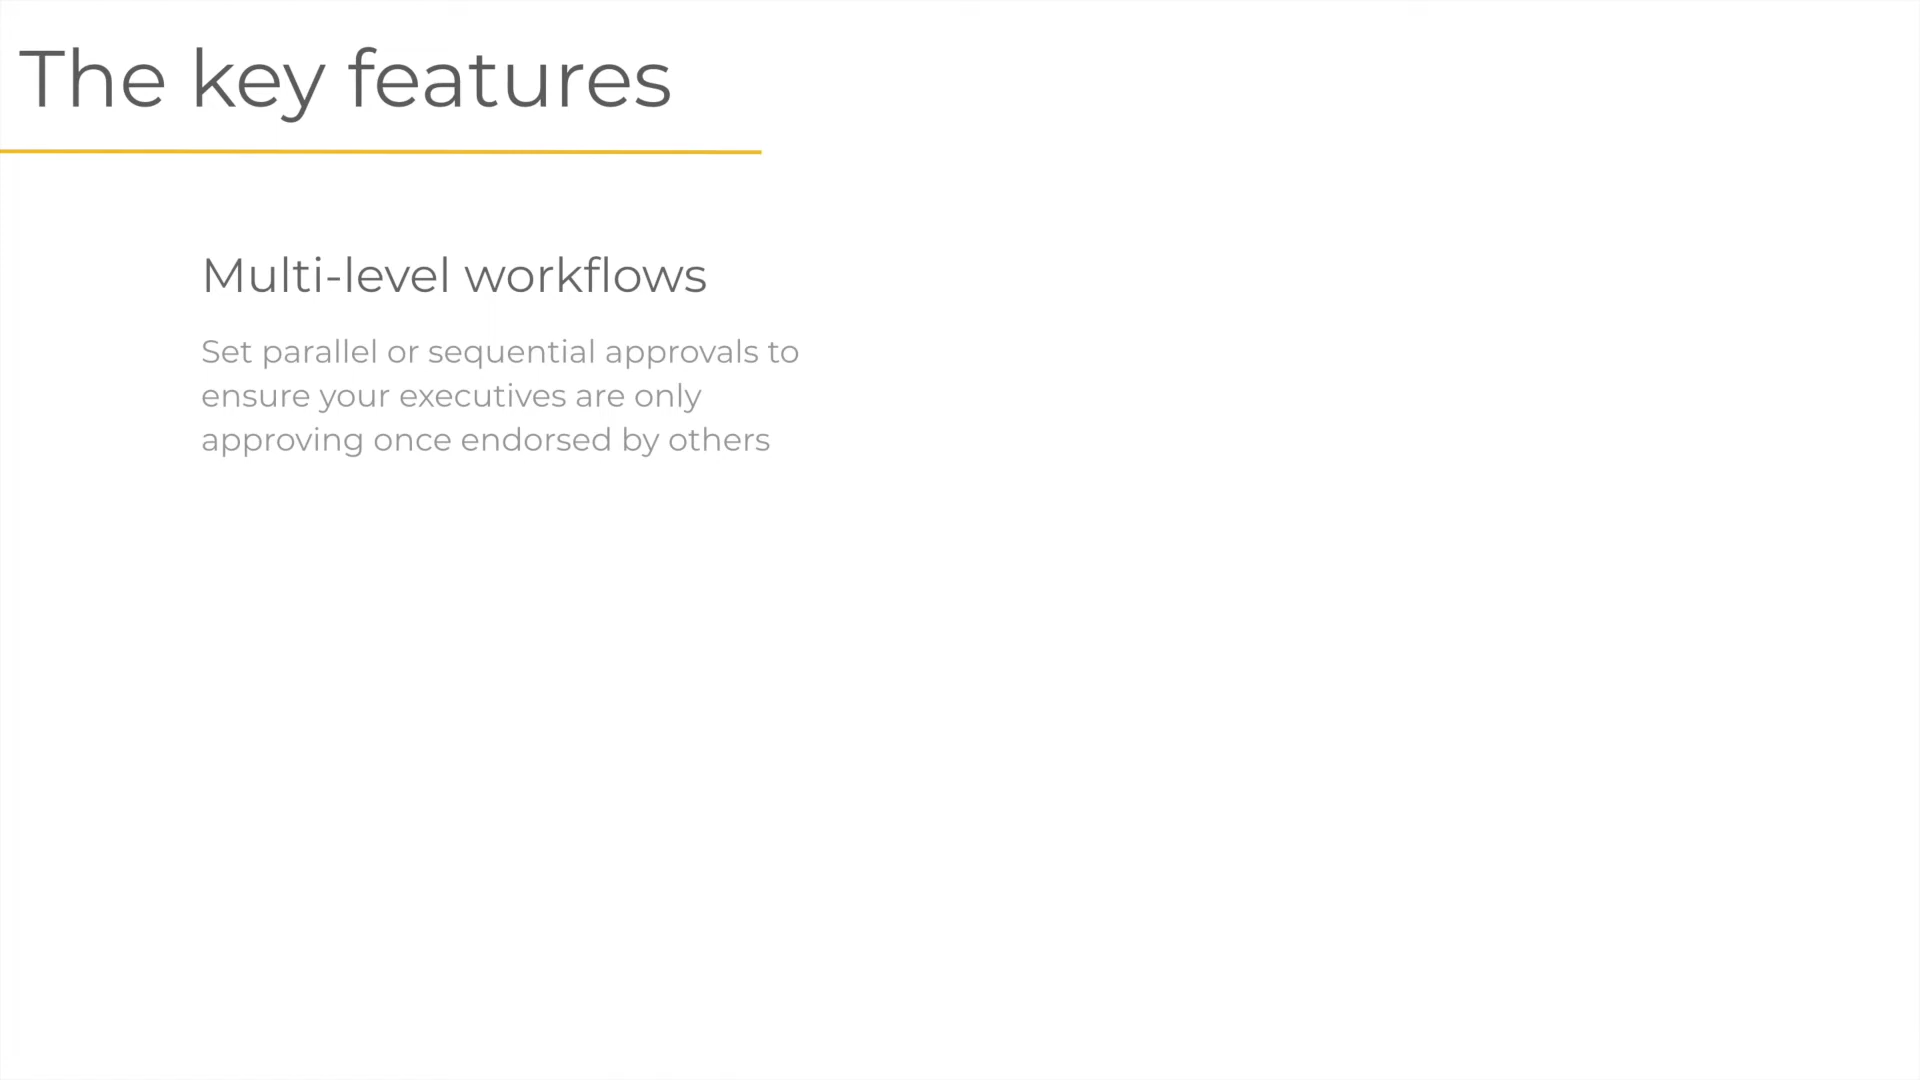 The key features
Multi-level workflows
Set parallel or sequential approvals to
ensure your executives are only
approving once endorsed by others